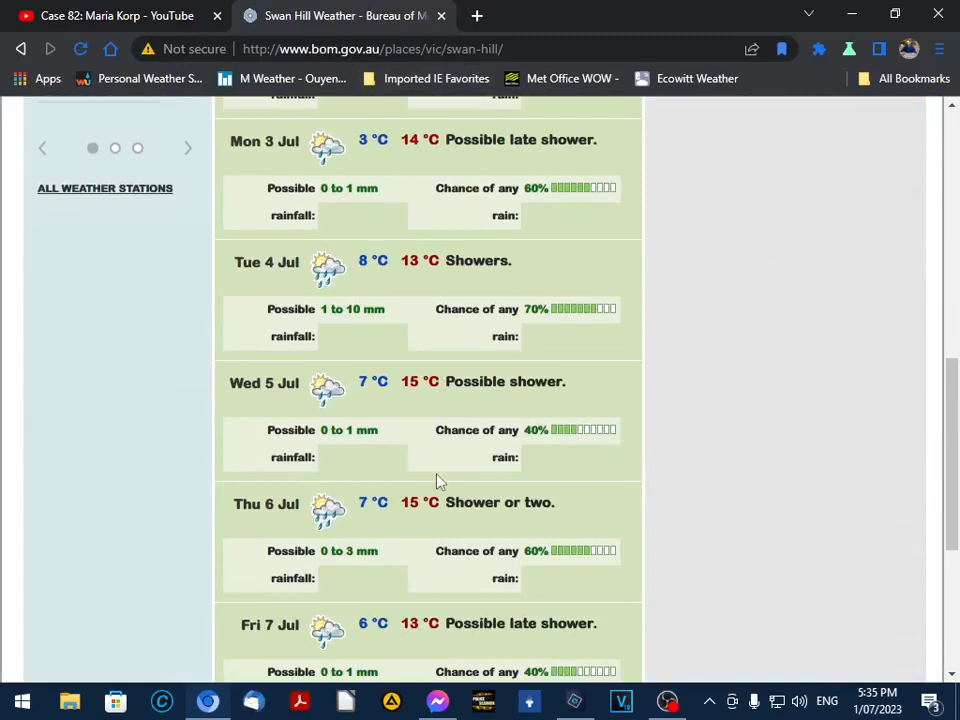 Case 82: Maria Korp - YouTube
Swan Hill Weather - Bureau of M
Not secure
http://www.bom.gov.au/places/vic/swan-hill/
Apps
Personal Weather S...
M Weather - Ouyen...
Imported IE Favorites
Met Office WOW -...
Ecowitt Weather
All Bookmarks
ALL WEATHER STATIONS
Mon 3 Jul 3 °C 14 °C Possible late shower.
Possible 0 to 1 mm Chance of any 60%
rainfall: rain:
Tue 4 Jul 8 °C 13 °C Showers.
Possible 1 to 10 mm Chance of any 70%
rainfall: rain:
Wed 5 Jul 7 °C 15 °C Possible shower.
Possible 0 to 1 mm Chance of any 40%
rainfall: rain:
Thu 6 Jul 7 °C 15 °C Shower or two.
Possible 0 to 3 mm Chance of any 60%
rainfall: rain:
Fri 7 Jul 6 °C 13 °C Possible late shower.
Possible 0 to 1 mm Chance of any 40%
ENG
5:35 PM
1/07/2023
3